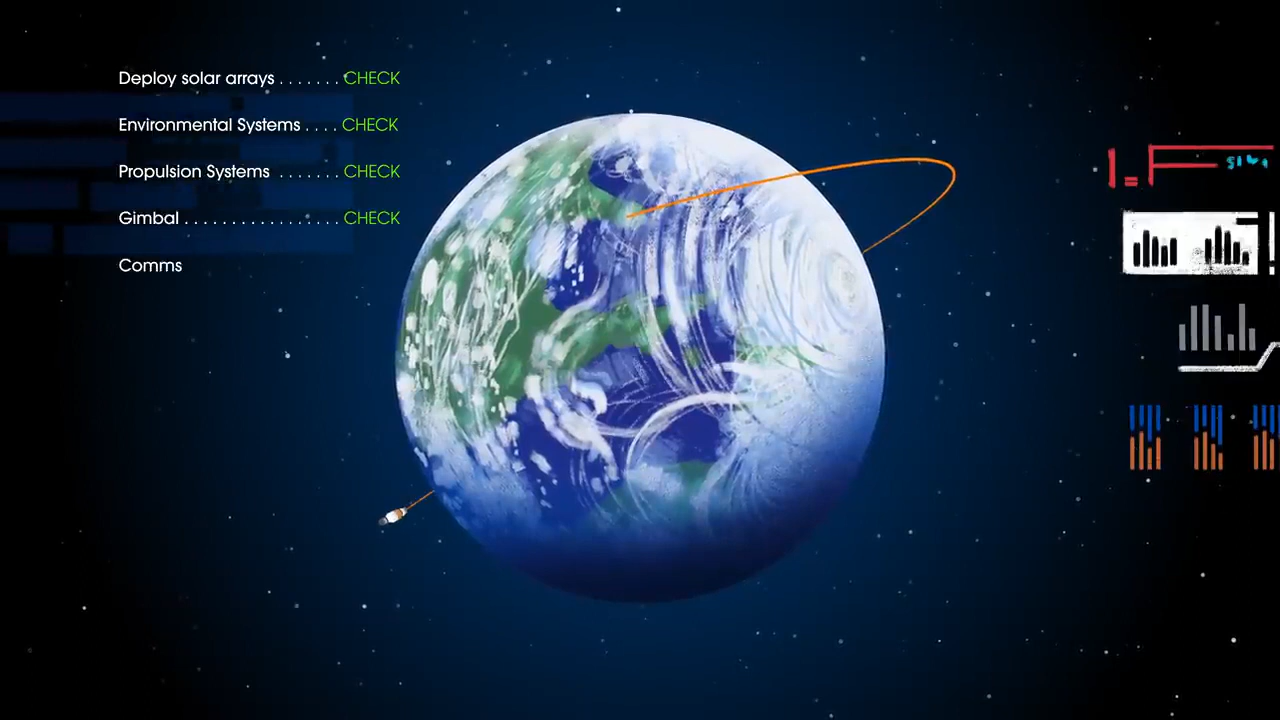 Deploy solar arrays . . . . . . . CHECK
Environmental Systems . . . . CHECK
Propulsion Systems . . . . . . . CHECK
Gimbal . . . . . . . . . . . . . . . . CHECK
Comms